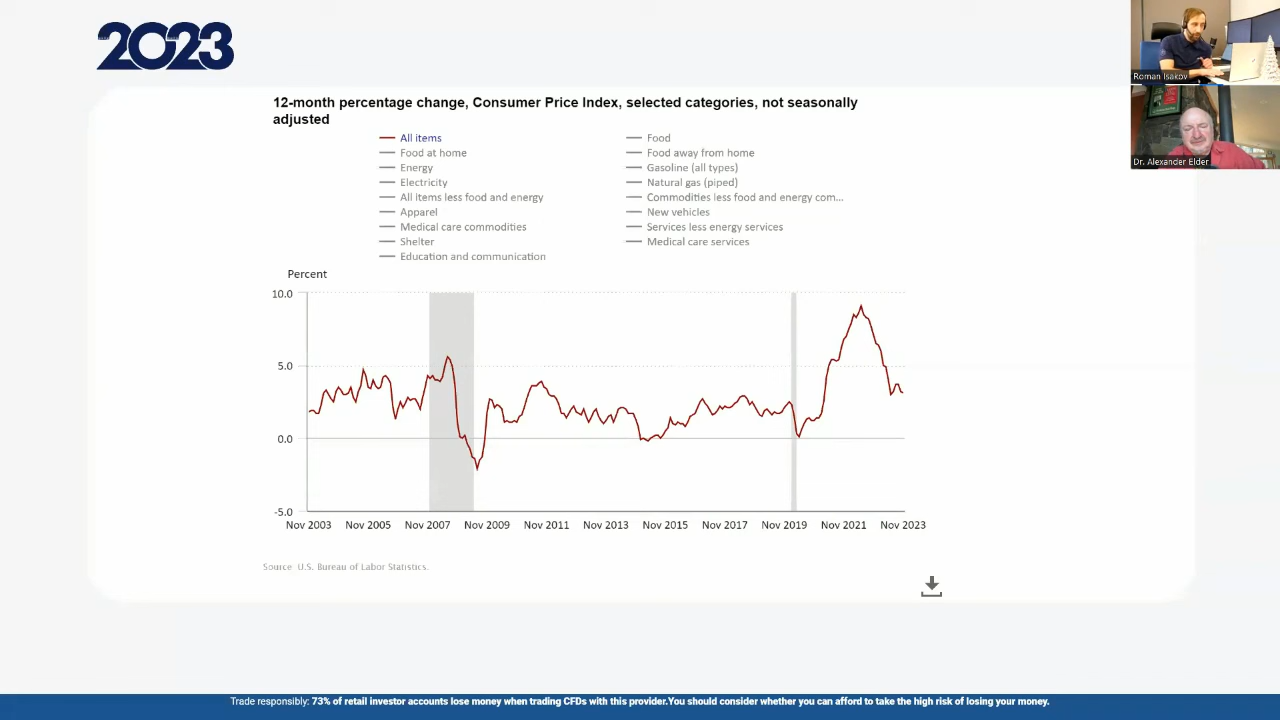 2023
Roman Isakov
Dr. Alexander Elder
12-month percentage change, Consumer Price Index, selected categories, not seasonally
adjusted
All items
Food
Food at home
Food away from home
Energy
Gasoline (all types)
Electricity
Natural gas (piped)
All items less food and energy
Commodities less food and energy com...
Apparel
New vehicles
Medical care commodities
Services less energy services
Shelter
Medical care services
Education and communication
Percent
10.0
5.0
0.0
-5.0
Nov 2003 Nov 2005 Nov 2007 Nov 2009 Nov 2011 Nov 2013 Nov 2015 Nov 2017 Nov 2019 Nov 2021 Nov 2023
Source: U.S. Bureau of Labor Statistics.
Trade responsibly: 73% of retail investor accounts lose money when trading CFDs with this provider.You should consider whether you can afford to take the high risk of losing your money.